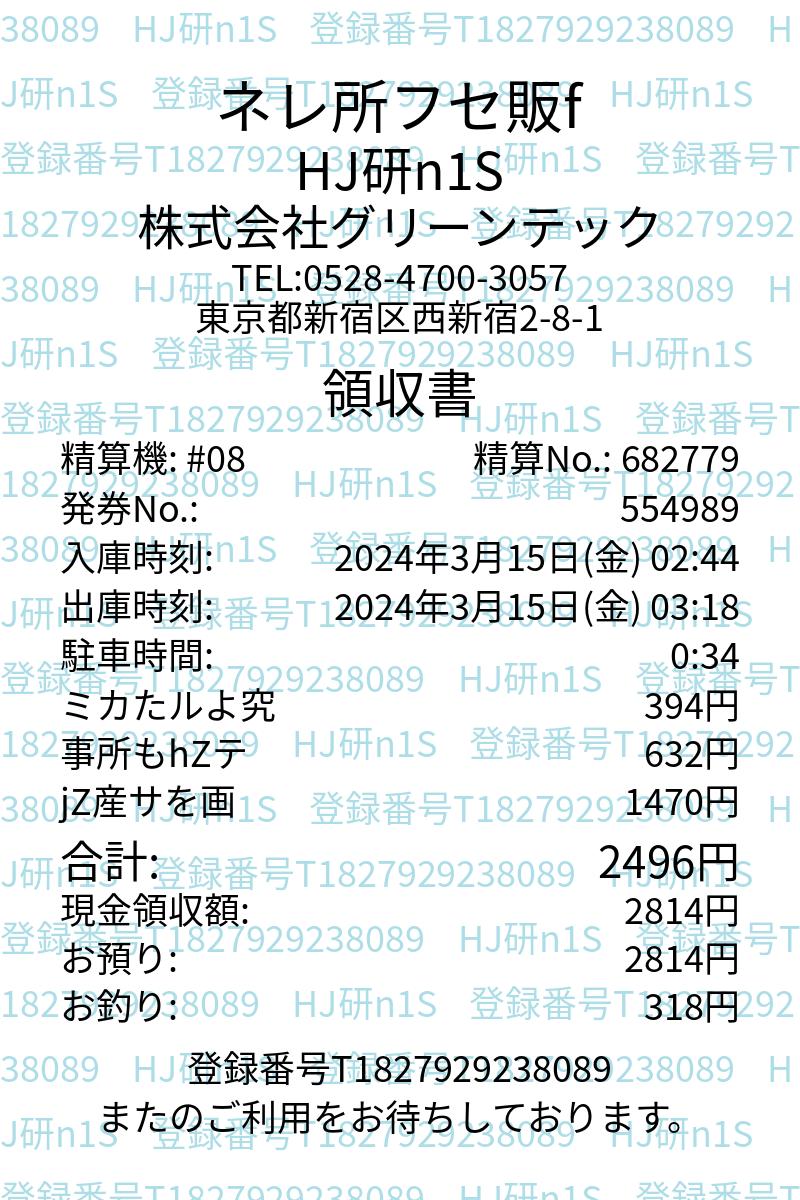 ネレ所フセ販f
HJ研n1S
株式会社グリーンテック
TEL:0528-4700-3057
東京都新宿区西新宿2-8-1
領収書
精算機: #08 精算No.: 682779
発券No.: 554989
入庫時刻: 2024年3月15日(金) 02:44
出庫時刻: 2024年3月15日(金) 03:18
駐車時間: 0:34
ミカたルよ究 394円
事所もhZテ 632円
jZ産サを画 1470円
合計: 2496円
現金領収額: 2814円
お預り: 2814円
お釣り: 318円
登録番号T1827929238089
またのご利用をお待ちしております。